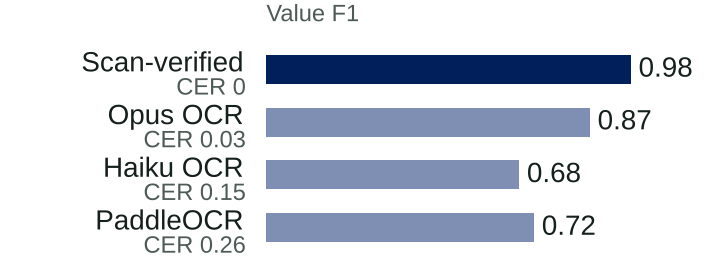 Value F1
Scan-verified
CER 0
0.98
Opus OCR
CER 0.03
0.87
Haiku OCR
CER 0.15
0.68
PaddleOCR
CER 0.26
0.72